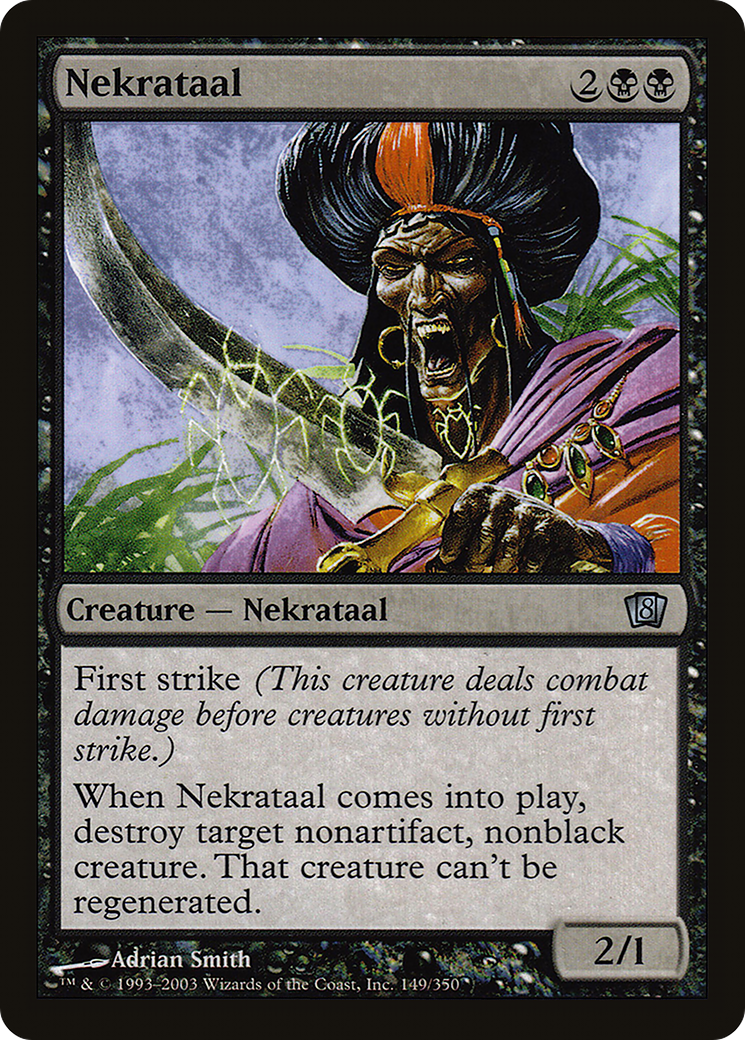 Nekrataal 2
Creature — Nekrataal 8
First strike (This creature deals combat
damage before creatures without first
strike.)
When Nekrataal comes into play,
destroy target nonartifact, nonblack
creature. That creature can't be
regenerated.
2/1
Adrian Smith
™ & © 1993–2003 Wizards of the Coast, Inc. 149/350